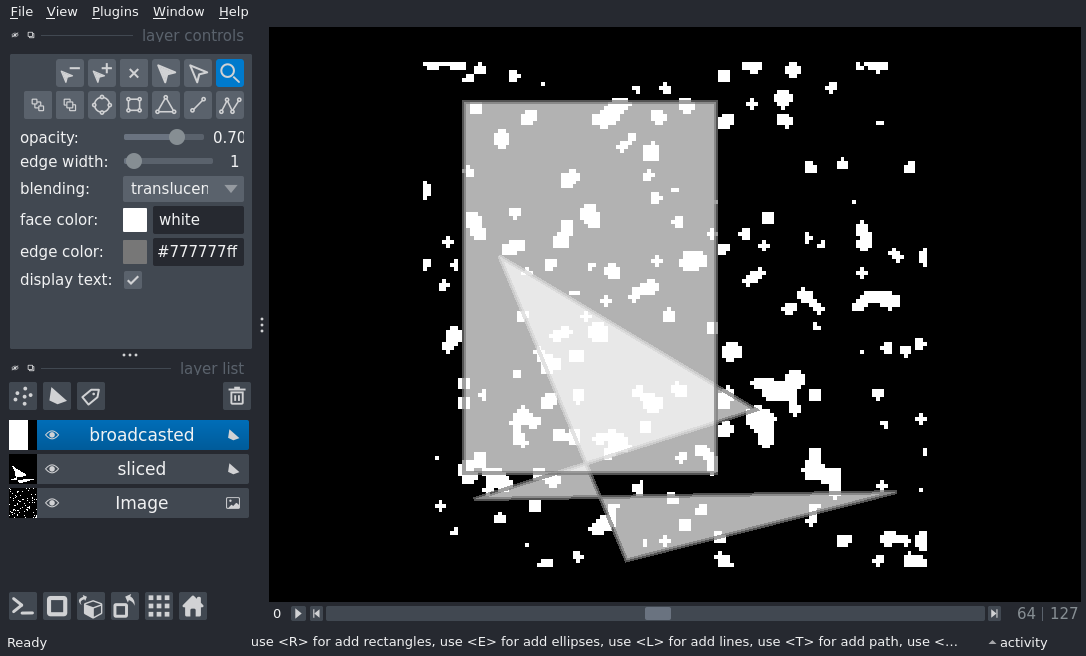 File View Plugins Window Help
layer controls
opacity: 0.70
edge width: 1
blending: translucen
face color: white
edge color: #777777ff
display text:
layer list
broadcasted
sliced
Image
0 64 127
Ready use <R> for add rectangles, use <E> for add ellipses, use <L> for add lines, use <T> for add path, use <... activity